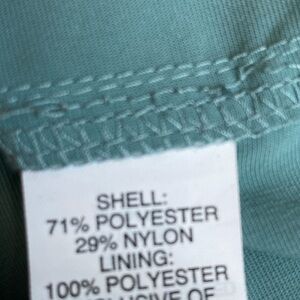 SHELL:
71% POLYESTER
29% NYLON
LINING:
100% POLYESTER